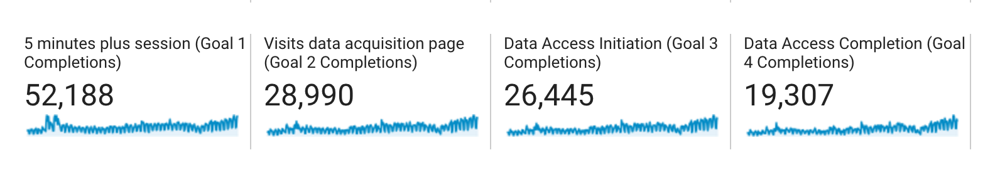 5 minutes plus session (Goal 1
Completions)
52,188
Visits data acquisition page
(Goal 2 Completions)
28,990
Data Access Initiation (Goal 3
Completions)
26,445
Data Access Completion (Goal
4 Completions)
19,307